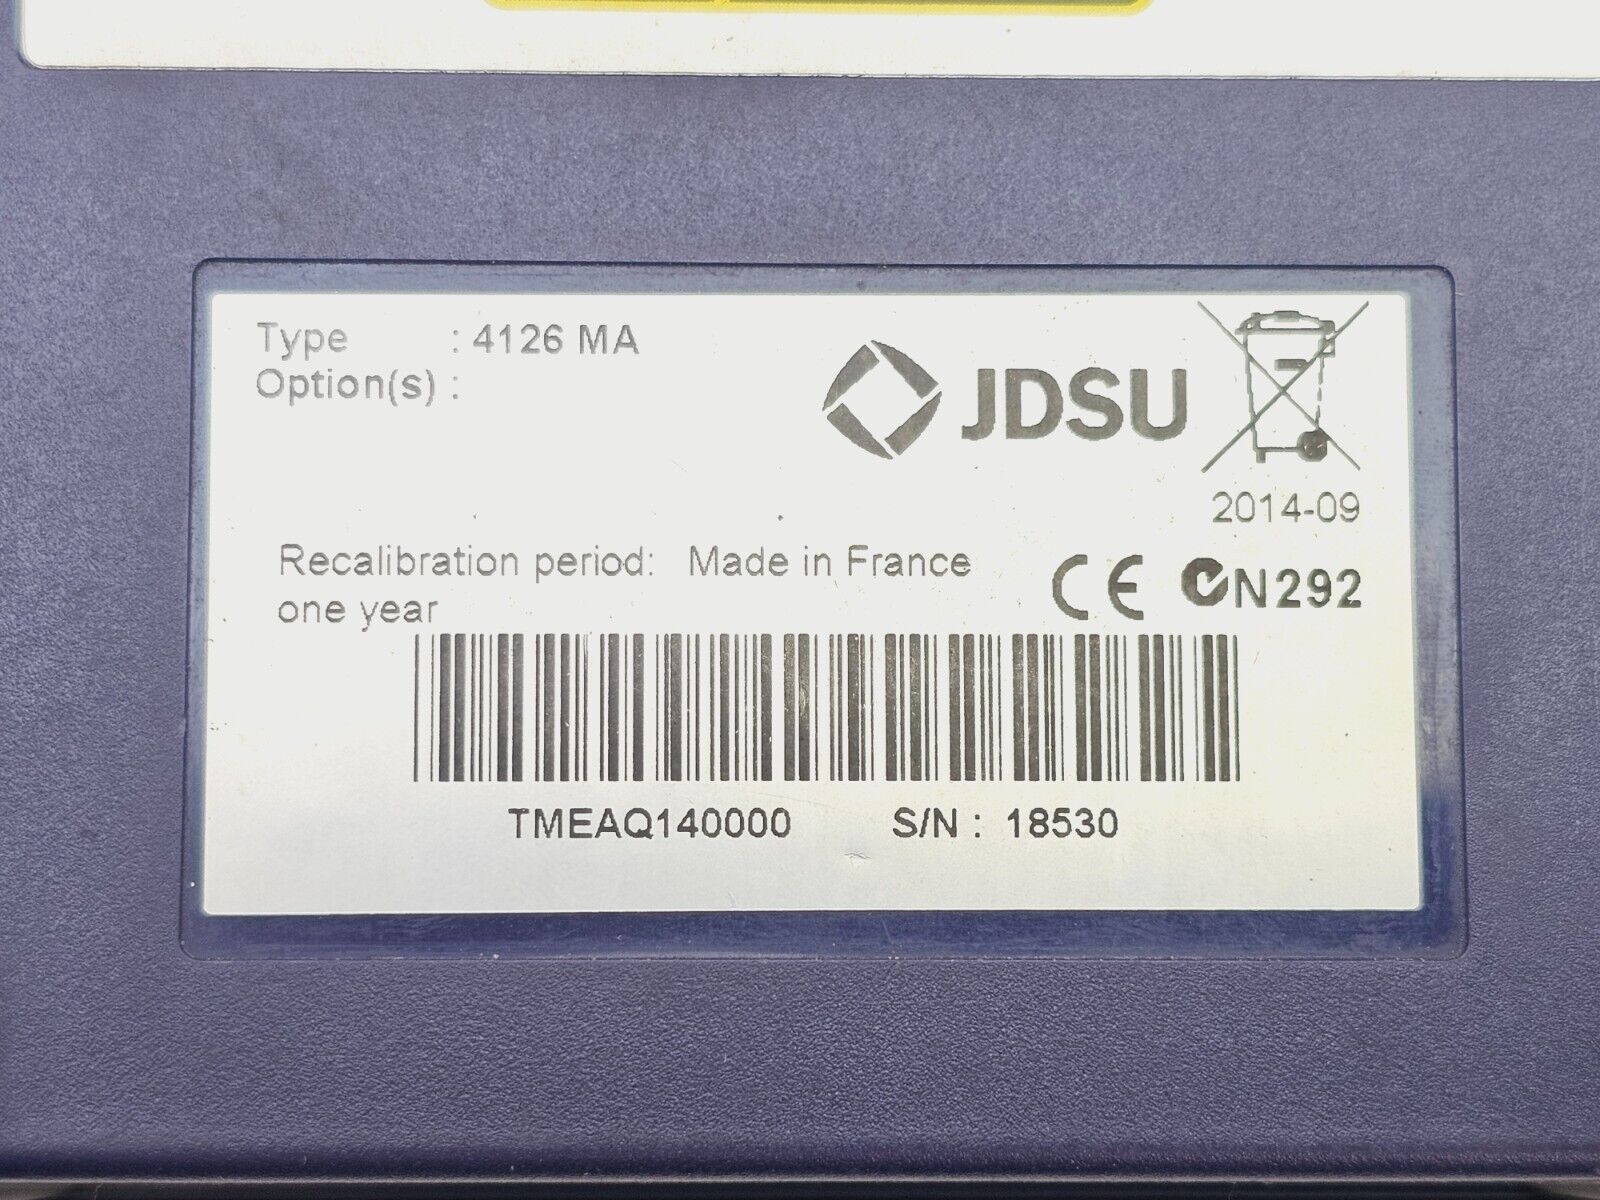 Type : 4126 MA
Option(s) :
JDSU
2014-09
Recalibration period: Made in France
one year
CE N292
TMEAQ140000 S/N : 18530